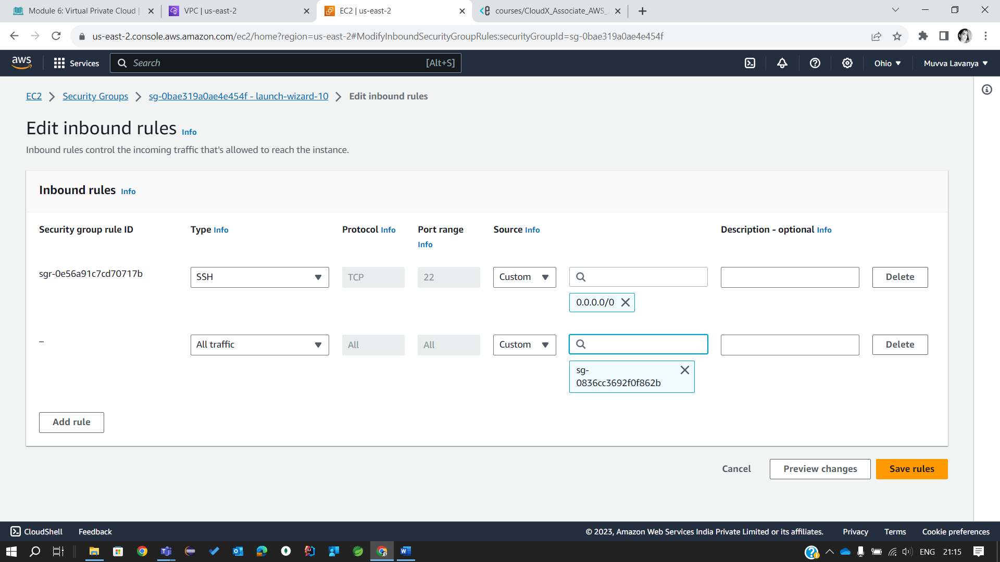 Module 6: Virtual Private Cloud |
VPC | us-east-2
EC2 | us-east-2
courses/CloudX_Associate_AWS_
us-east-2.console.aws.amazon.com/ec2/home?region=us-east-2#ModifyInboundSecurityGroupRules:securityGroupId=sg-0bae319a0ae4e454f
aws
Services
Search
[Alt+S]
Ohio
Muvva Lavanya
EC2
Security Groups
sg-0bae319a0ae4e454f - launch-wizard-10
Edit inbound rules
Edit inbound rules Info
Inbound rules control the incoming traffic that's allowed to reach the instance.
Inbound rules Info
Security group rule ID
Type Info
Protocol Info
Port range
Info
Source Info
Description - optional Info
sgr-0e56a91c7cd70717b
SSH
TCP
22
Custom
0.0.0.0/0
Delete
–
All traffic
All
All
Custom
sg-
0836cc3692f0f862b
Delete
Add rule
Cancel
Preview changes
Save rules
CloudShell
Feedback
© 2023, Amazon Web Services India Private Limited or its affiliates.
Privacy
Terms
Cookie preferences
ENG
21:15